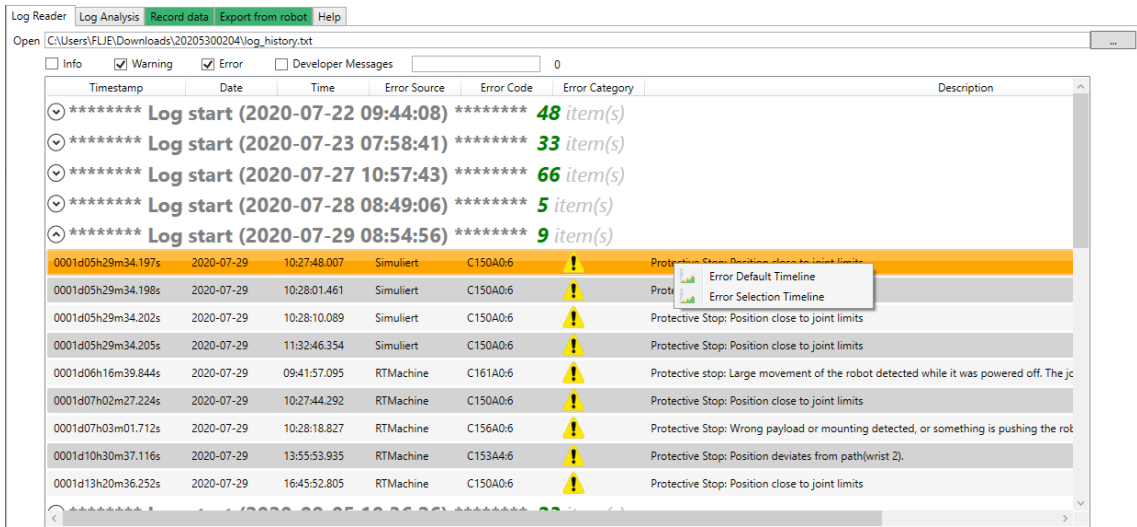 Log Reader Log Analysis Record data Export from robot Help
Open C:\Users\FLJE\Downloads\20205300204\log_history.txt ...
Info Warning Error Developer Messages 0
Timestamp Date Time Error Source Error Code Error Category Description
******** Log start (2020-07-22 09:44:08) ******** 48 item(s)
******** Log start (2020-07-23 07:58:41) ******** 33 item(s)
******** Log start (2020-07-27 10:57:43) ******** 66 item(s)
******** Log start (2020-07-28 08:49:06) ******** 5 item(s)
******** Log start (2020-07-29 08:54:56) ******** 9 item(s)
0001d05h29m34.197s 2020-07-29 10:27:48.007 Simuliert C150A0:6 Protective Stop: Position close to joint limits
Error Default Timeline
0001d05h29m34.198s 2020-07-29 10:28:01.461 Simuliert C150A0:6 Prote
Error Selection Timeline
0001d05h29m34.202s 2020-07-29 10:28:10.089 Simuliert C150A0:6 Protective Stop: Position close to joint limits
0001d05h29m34.205s 2020-07-29 11:32:46.354 Simuliert C150A0:6 Protective Stop: Position close to joint limits
0001d06h16m39.844s 2020-07-29 09:41:57.095 RTMachine C161A0:6 Protective stop: Large movement of the robot detected while it was powered off. The jo
0001d07h02m27.224s 2020-07-29 10:27:44.292 RTMachine C150A0:6 Protective Stop: Position close to joint limits
0001d07h03m01.712s 2020-07-29 10:28:18.827 RTMachine C156A0:6 Protective Stop: Wrong payload or mounting detected, or something is pushing the rob
0001d10h30m37.116s 2020-07-29 13:55:53.935 RTMachine C153A4:6 Protective Stop: Position deviates from path(wrist 2).
0001d13h20m36.252s 2020-07-29 16:45:52.805 RTMachine C150A0:6 Protective Stop: Position close to joint limits